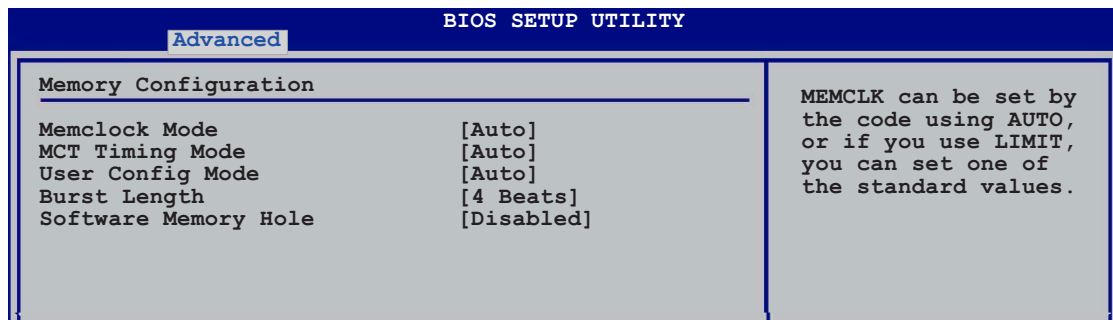 BIOS SETUP UTILITY
Advanced
Memory Configuration
Memclock Mode [Auto]
MCT Timing Mode [Auto]
User Config Mode [Auto]
Burst Length [4 Beats]
Software Memory Hole [Disabled]
MEMCLK can be set by
the code using AUTO,
or if you use LIMIT,
you can set one of
the standard values.